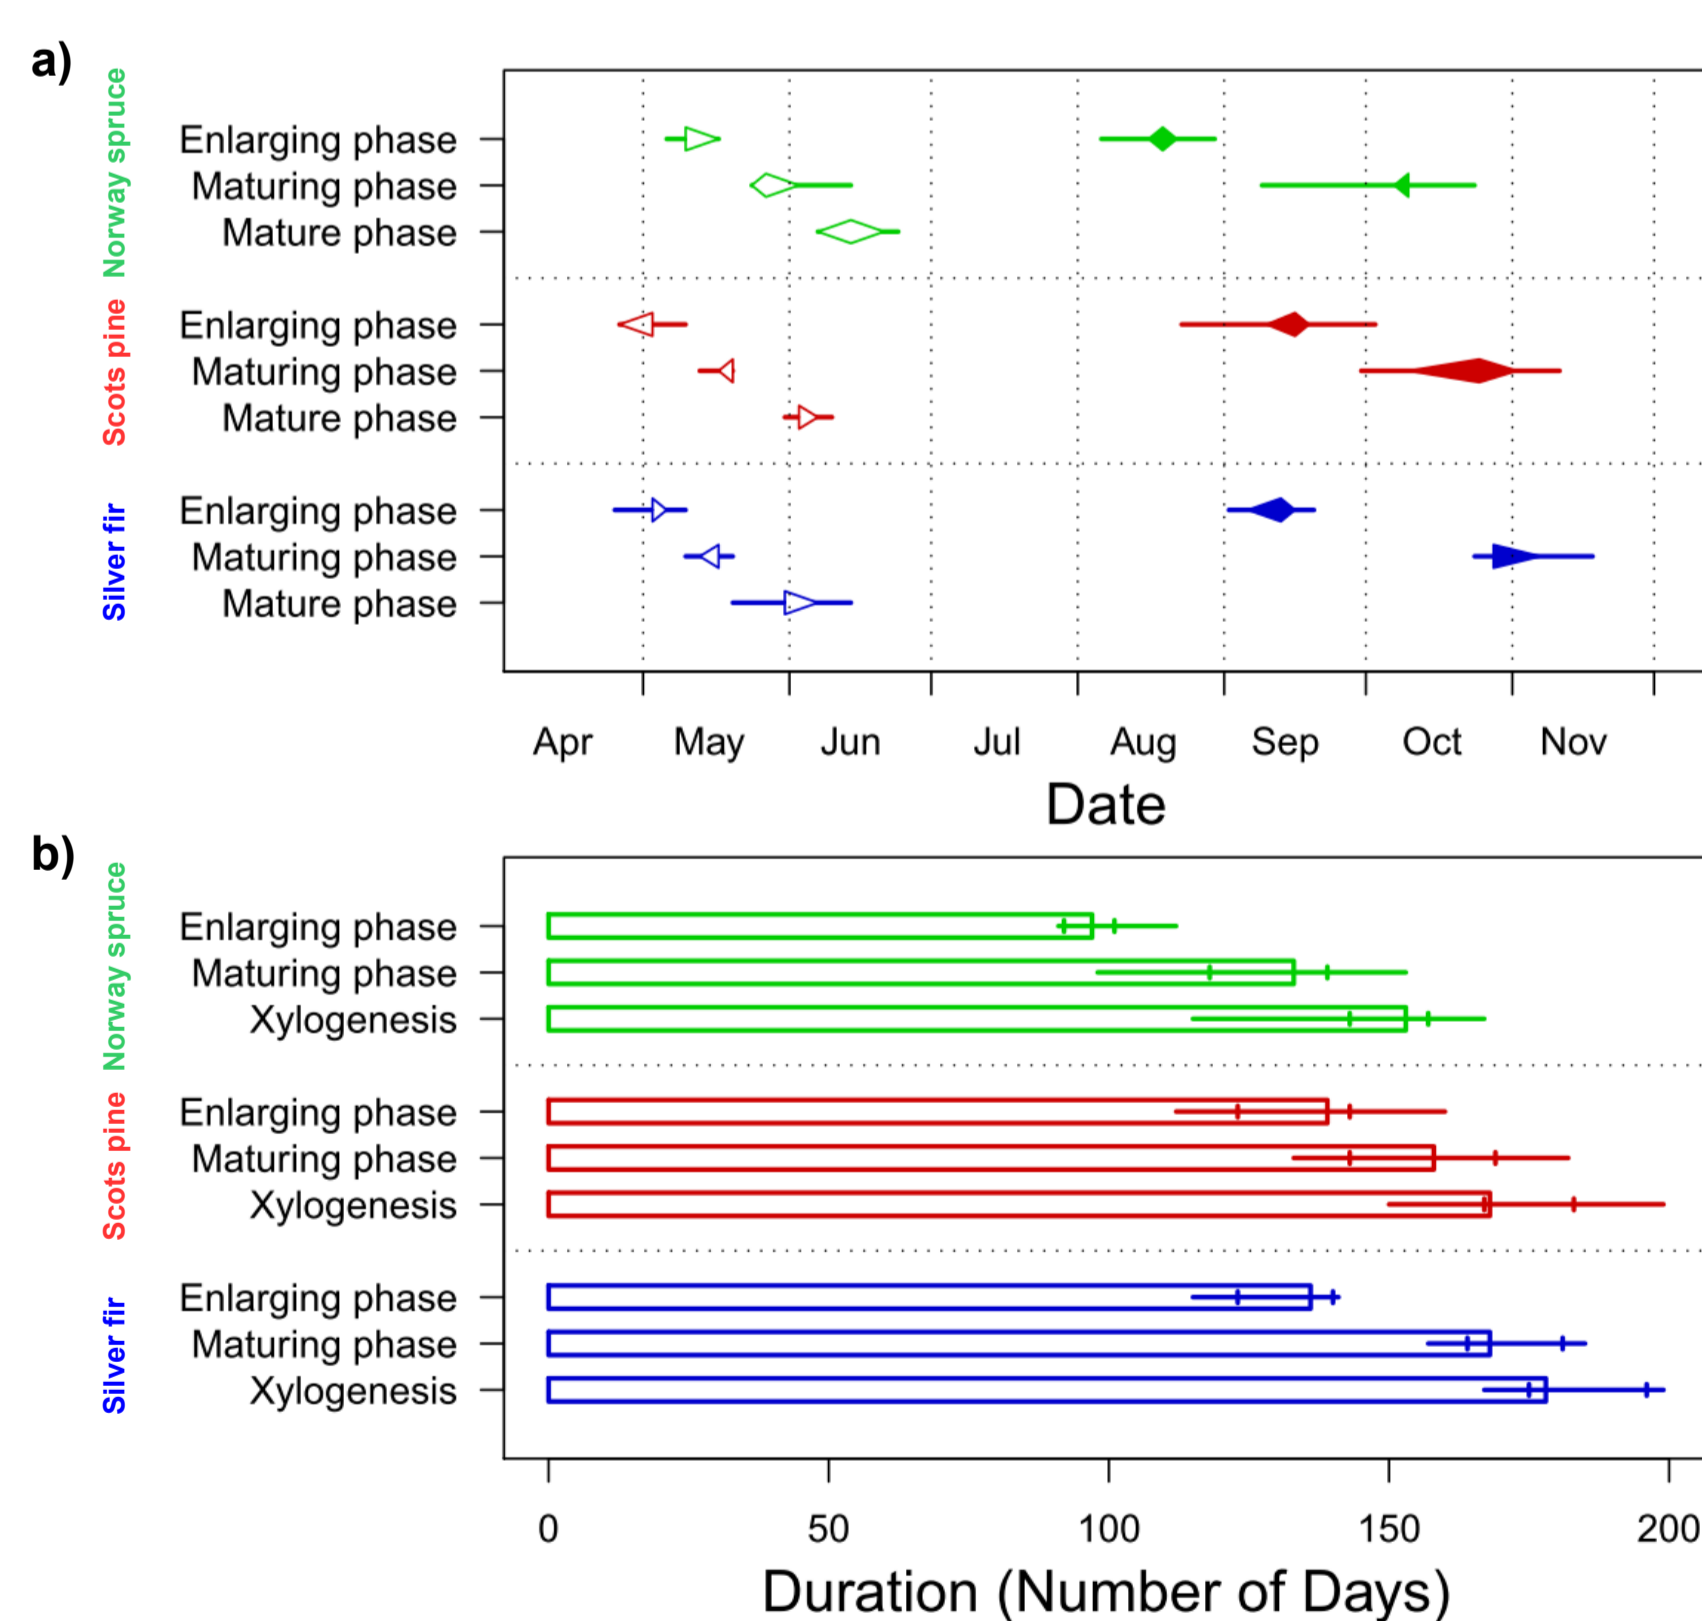 a)
Norway spruce
Enlarging phase
Maturing phase
Mature phase
Scots pine
Enlarging phase
Maturing phase
Mature phase
Silver fir
Enlarging phase
Maturing phase
Mature phase
Apr May Jun Jul Aug Sep Oct Nov
Date
b)
Norway spruce
Enlarging phase
Maturing phase
Xylogenesis
Scots pine
Enlarging phase
Maturing phase
Xylogenesis
Silver fir
Enlarging phase
Maturing phase
Xylogenesis
0 50 100 150 200
Duration (Number of Days)